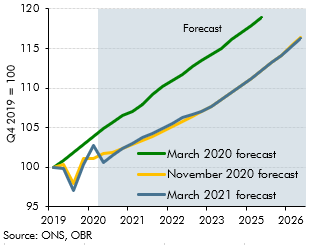 120
115
110
105
100
95
Q4 2019 = 100
Forecast
March 2020 forecast
November 2020 forecast
March 2021 forecast
2019 2020 2021 2022 2023 2024 2025 2026
Source: ONS, OBR